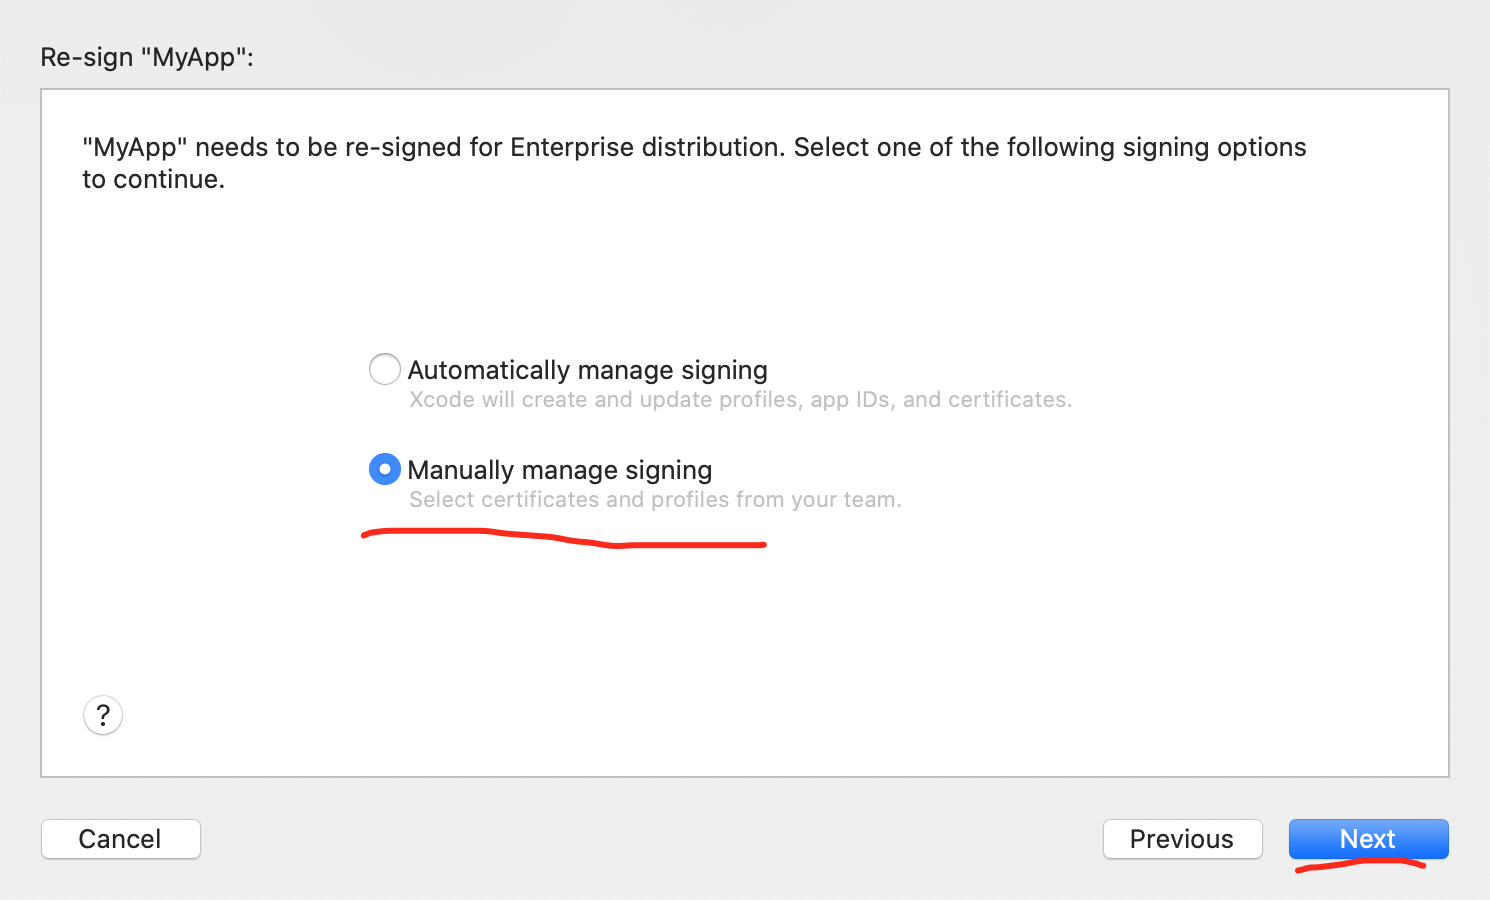 Re-sign "MyApp":
"MyApp" needs to be re-signed for Enterprise distribution. Select one of the following signing options
to continue.
Automatically manage signing
Xcode will create and update profiles, app IDs, and certificates.
Manually manage signing
Select certificates and profiles from your team.
?
Cancel
Previous
Next